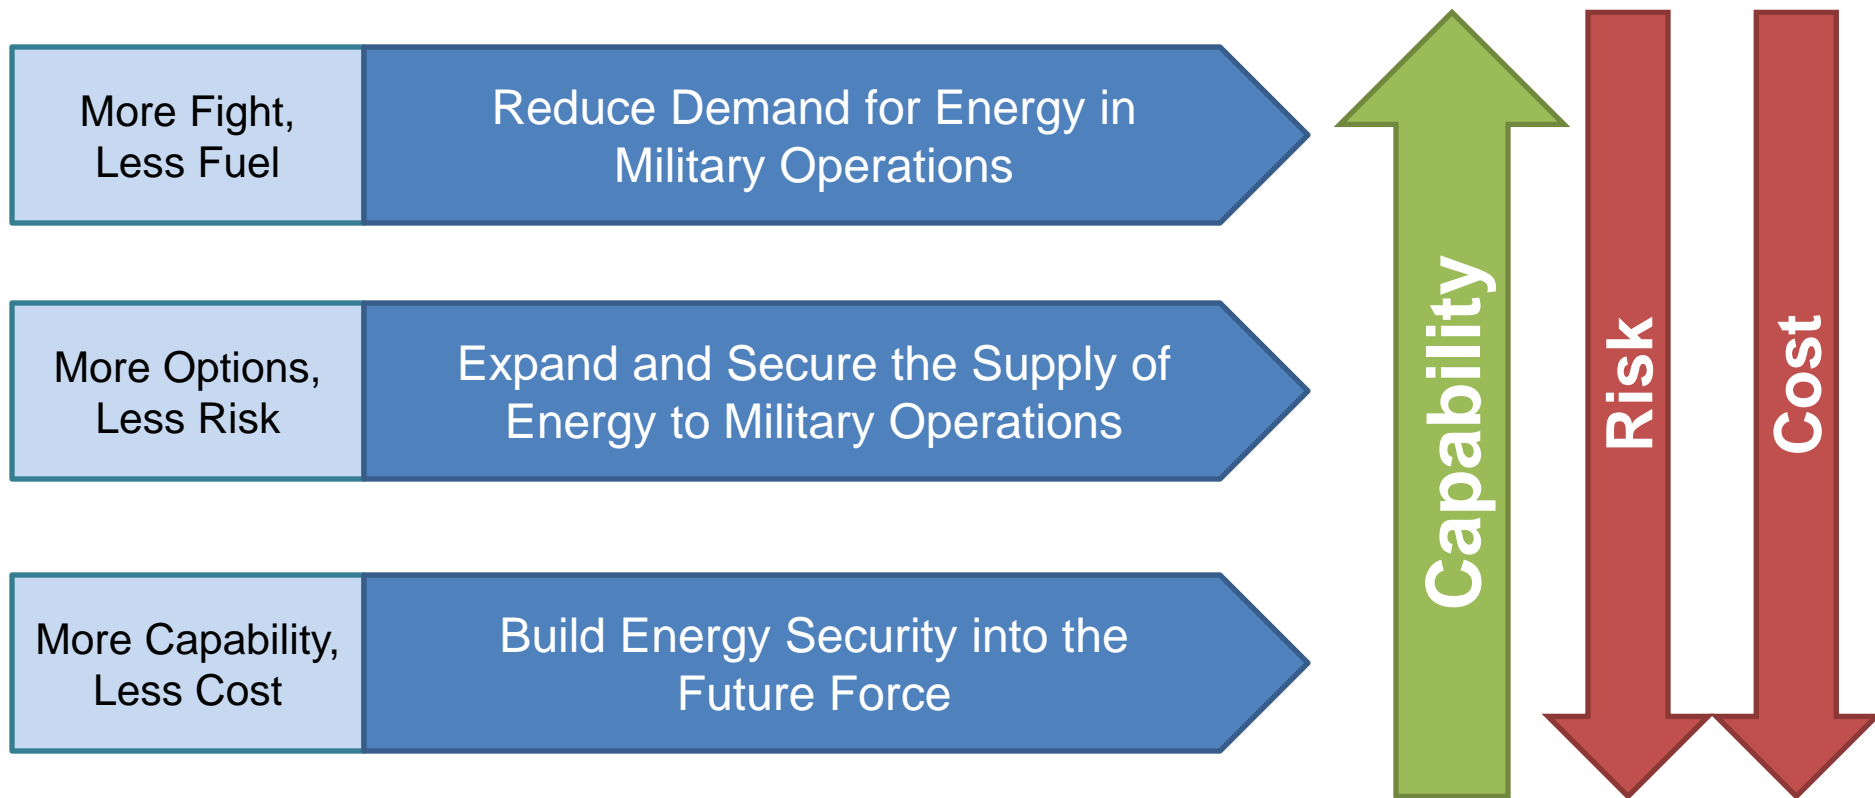 More Fight,
Less Fuel
Reduce Demand for Energy in
Military Operations
More Options,
Less Risk
Expand and Secure the Supply of
Energy to Military Operations
More Capability,
Less Cost
Build Energy Security into the
Future Force
Capability
Risk
Cost